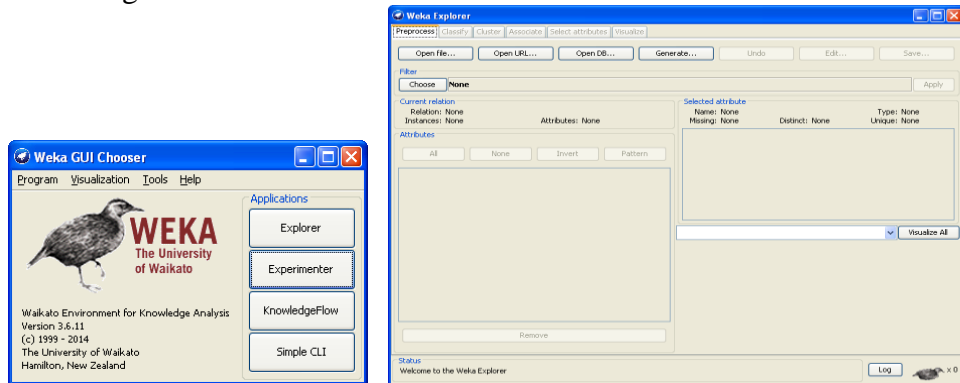 Weka GUI Chooser
Program Visualization Tools Help
WEKA
The University
of Waikato
Waikato Environment for Knowledge Analysis
Version 3.6.11
(c) 1999 - 2014
The University of Waikato
Hamilton, New Zealand
Applications
Explorer
Experimenter
KnowledgeFlow
Simple CLI
Weka Explorer
Preprocess Classify Cluster Associate Select attributes Visualize
Open file... Open URL... Open DB... Generate... Undo Edit... Save...
Filter
Choose None Apply
Current relation
Relation: None
Instances: None Attributes: None
Attributes
All None Invert Pattern
Remove
Selected attribute
Name: None Type: None
Missing: None Distinct: None Unique: None
Visualize All
Status
Welcome to the Weka Explorer
Log x 0